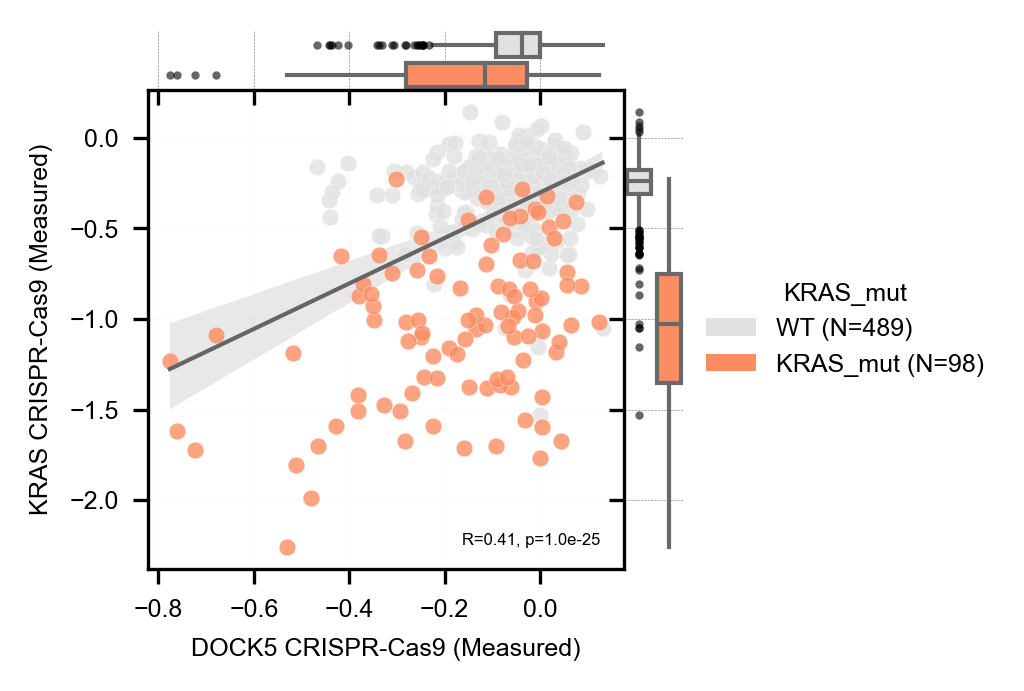 0.0
−0.5
−1.0
−1.5
−2.0
KRAS CRISPR-Cas9 (Measured)
R=0.41, p=1.0e-25
−0.8
−0.6
−0.4
−0.2
0.0
DOCK5 CRISPR-Cas9 (Measured)
KRAS_mut
WT (N=489)
KRAS_mut (N=98)